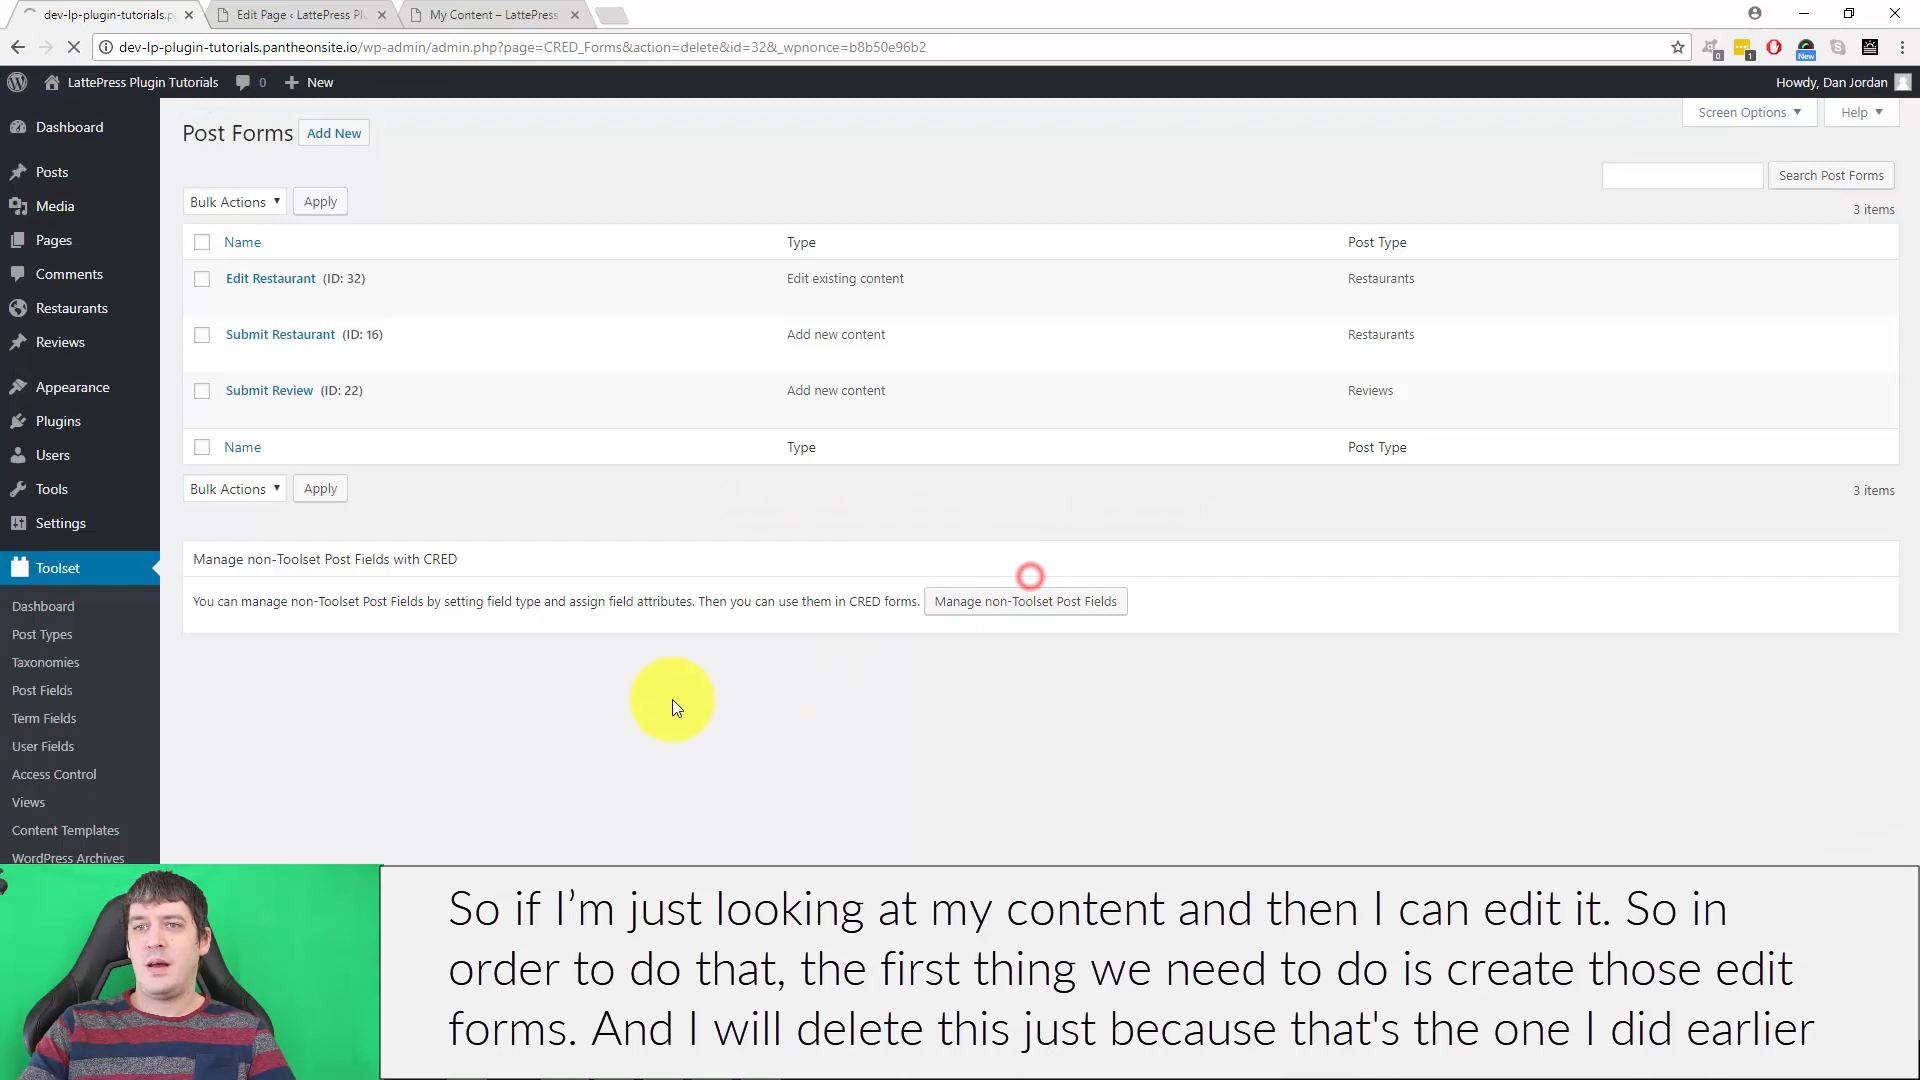 dev-lp-plugin-tutorials.p
Edit Page ‹ LattePress Plu
My Content – LattePress
dev-lp-plugin-tutorials.pantheonsite.io/wp-admin/admin.php?page=CRED_Forms&action=delete&id=32&_wpnonce=b8b50e96b2
0
1
New
LattePress Plugin Tutorials
0
New
Howdy, Dan Jordan
Screen Options
Help
Dashboard
Posts
Media
Pages
Comments
Restaurants
Reviews
Appearance
Plugins
Users
Tools
Settings
Toolset
Dashboard
Post Types
Taxonomies
Post Fields
Term Fields
User Fields
Access Control
Views
Content Templates
WordPress Archives
Post Forms Add New
Search Post Forms
Bulk Actions Apply
3 items
Name Type Post Type
Edit Restaurant (ID: 32) Edit existing content Restaurants
Submit Restaurant (ID: 16) Add new content Restaurants
Submit Review (ID: 22) Add new content Reviews
Name Type Post Type
Bulk Actions Apply
3 items
Manage non-Toolset Post Fields with CRED
You can manage non-Toolset Post Fields by setting field type and assign field attributes. Then you can use them in CRED forms. Manage non-Toolset Post Fields
So if I’m just looking at my content and then I can edit it. So in
order to do that, the first thing we need to do is create those edit
forms. And I will delete this just because that's the one I did earlier